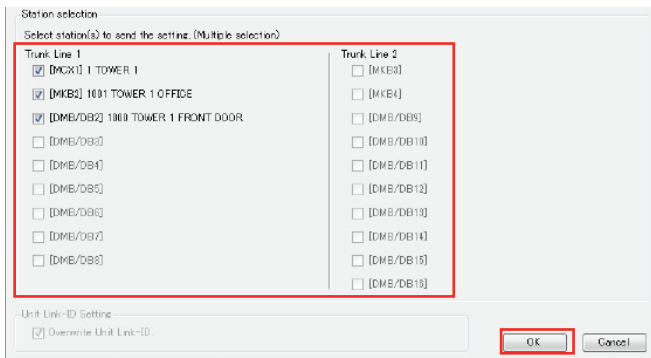 Station selection
Select station(s) to send the setting. (Multiple selection)
Trunk Line 1
[MCX1] 1 TOWER 1
[MKB2] 1001 TOWER 1 OFFICE
[DMB/DB2] 1000 TOWER 1 FRONT DOOR
[DMB/DB3]
[DMB/DB4]
[DMB/DB5]
[DMB/DB6]
[DMB/DB7]
[DMB/DB8]
Trunk Line 2
[MKB3]
[MKB4]
[DMB/DB9]
[DMB/DB10]
[DMB/DB11]
[DMB/DB12]
[DMB/DB13]
[DMB/DB14]
[DMB/DB15]
[DMB/DB16]
Unit Link-ID Setting
Overwrite Unit Link-ID.
OK
Cancel